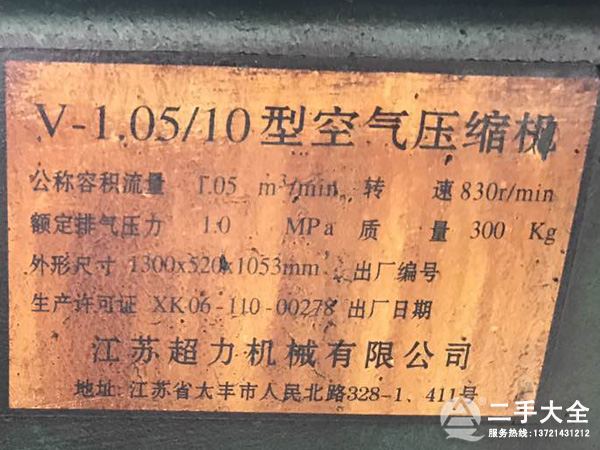 V-1.05/10型空气压缩机
公称容积流量 1.05 m³/min 转 速 830r/min
额定排气压力 1.0 MPa 质 量 300 Kg
外形尺寸 1300x520x1053mm 出厂编号
生产许可证 XK06-110-00278 出厂日期
江苏超力机械有限公司
地址:江苏省大丰市人民北路328-1、411号
二手大全
服务热线:13721431212